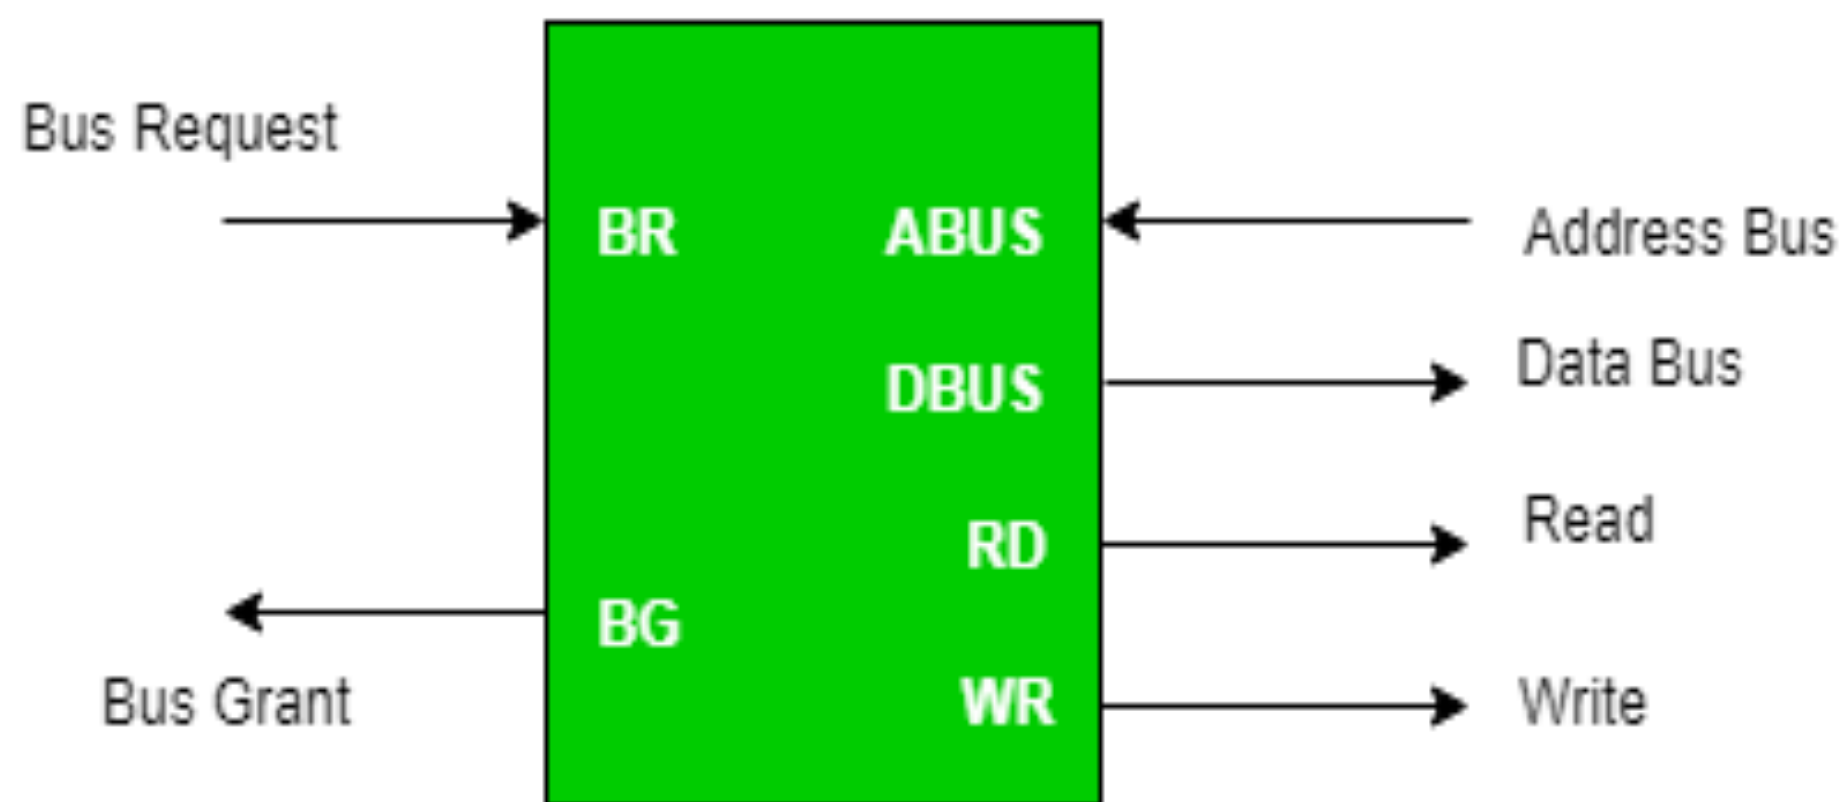 Bus Request
BR
ABUS
Address Bus
DBUS
Data Bus
RD
Read
BG
Bus Grant
WR
Write